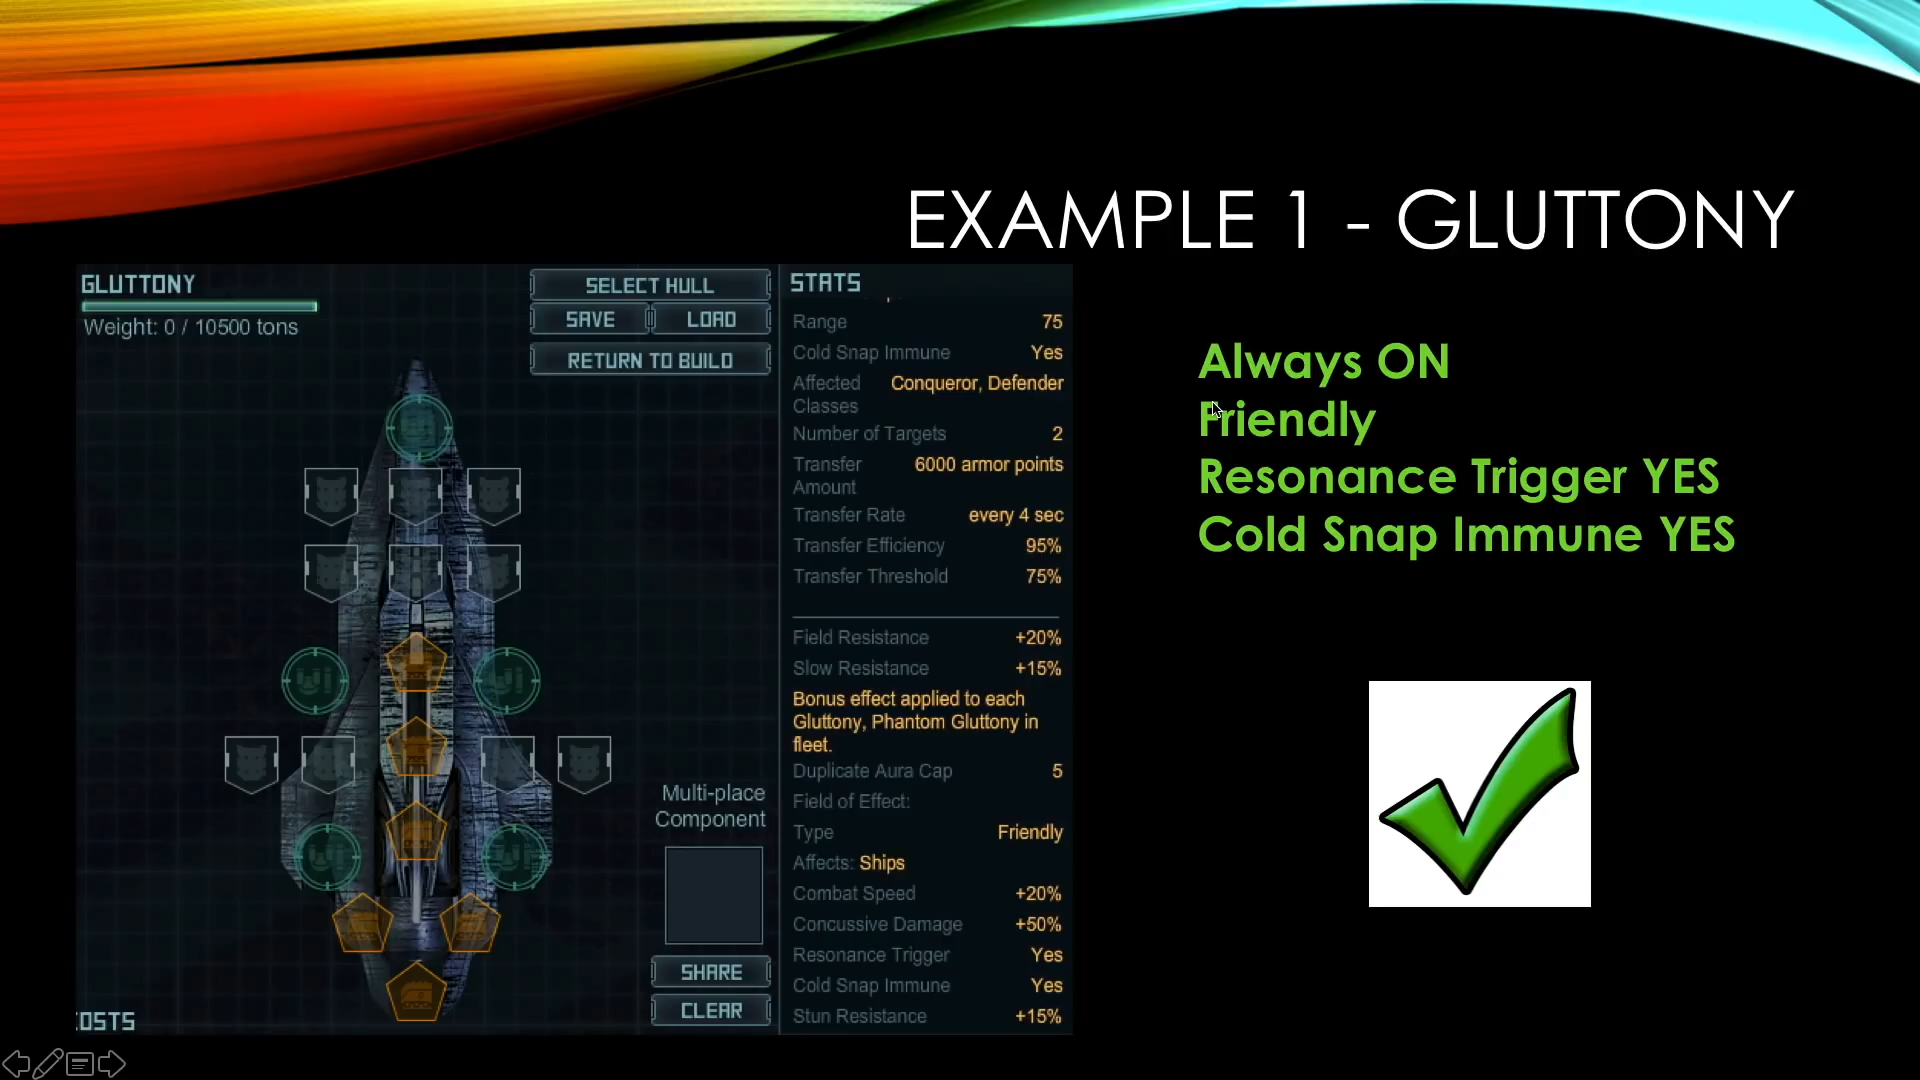 EXAMPLE 1 - GLUTTONY
GLUTTONY
Weight: 0 / 10500 tons
SELECT HULL
SAVE
LOAD
RETURN TO BUILD
Multi-place
Component
SHARE
CLEAR
STATS
Range 75
Cold Snap Immune Yes
Affected Classes Conqueror, Defender
Number of Targets 2
Transfer Amount 6000 armor points
Transfer Rate every 4 sec
Transfer Efficiency 95%
Transfer Threshold 75%
Field Resistance +20%
Slow Resistance +15%
Bonus effect applied to each
Gluttony, Phantom Gluttony in
fleet.
Duplicate Aura Cap 5
Field of Effect:
Type Friendly
Affects: Ships
Combat Speed +20%
Concussive Damage +50%
Resonance Trigger Yes
Cold Snap Immune Yes
Stun Resistance +15%
Always ON
Friendly
Resonance Trigger YES
Cold Snap Immune YES